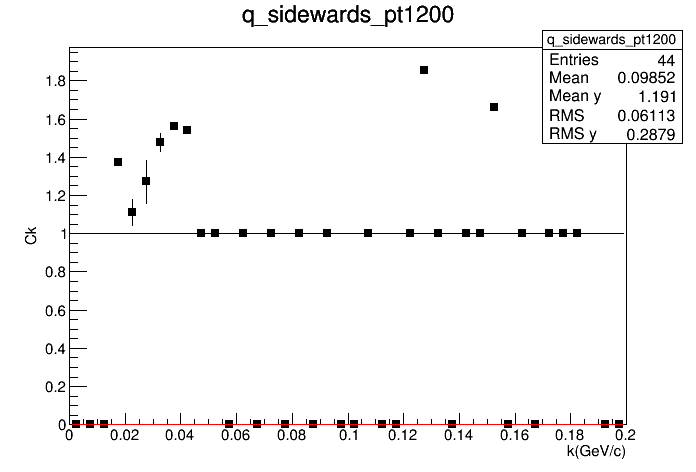 q_sidewards_pt1200
q_sidewards_pt1200
Entries 44
Mean 0.09852
Mean y 1.191
RMS 0.06113
RMS y 0.2879
Ck
1.8
1.6
1.4
1.2
1
0.8
0.6
0.4
0.2
0
0 0.02 0.04 0.06 0.08 0.1 0.12 0.14 0.16 0.18 0.2
k(GeV/c)